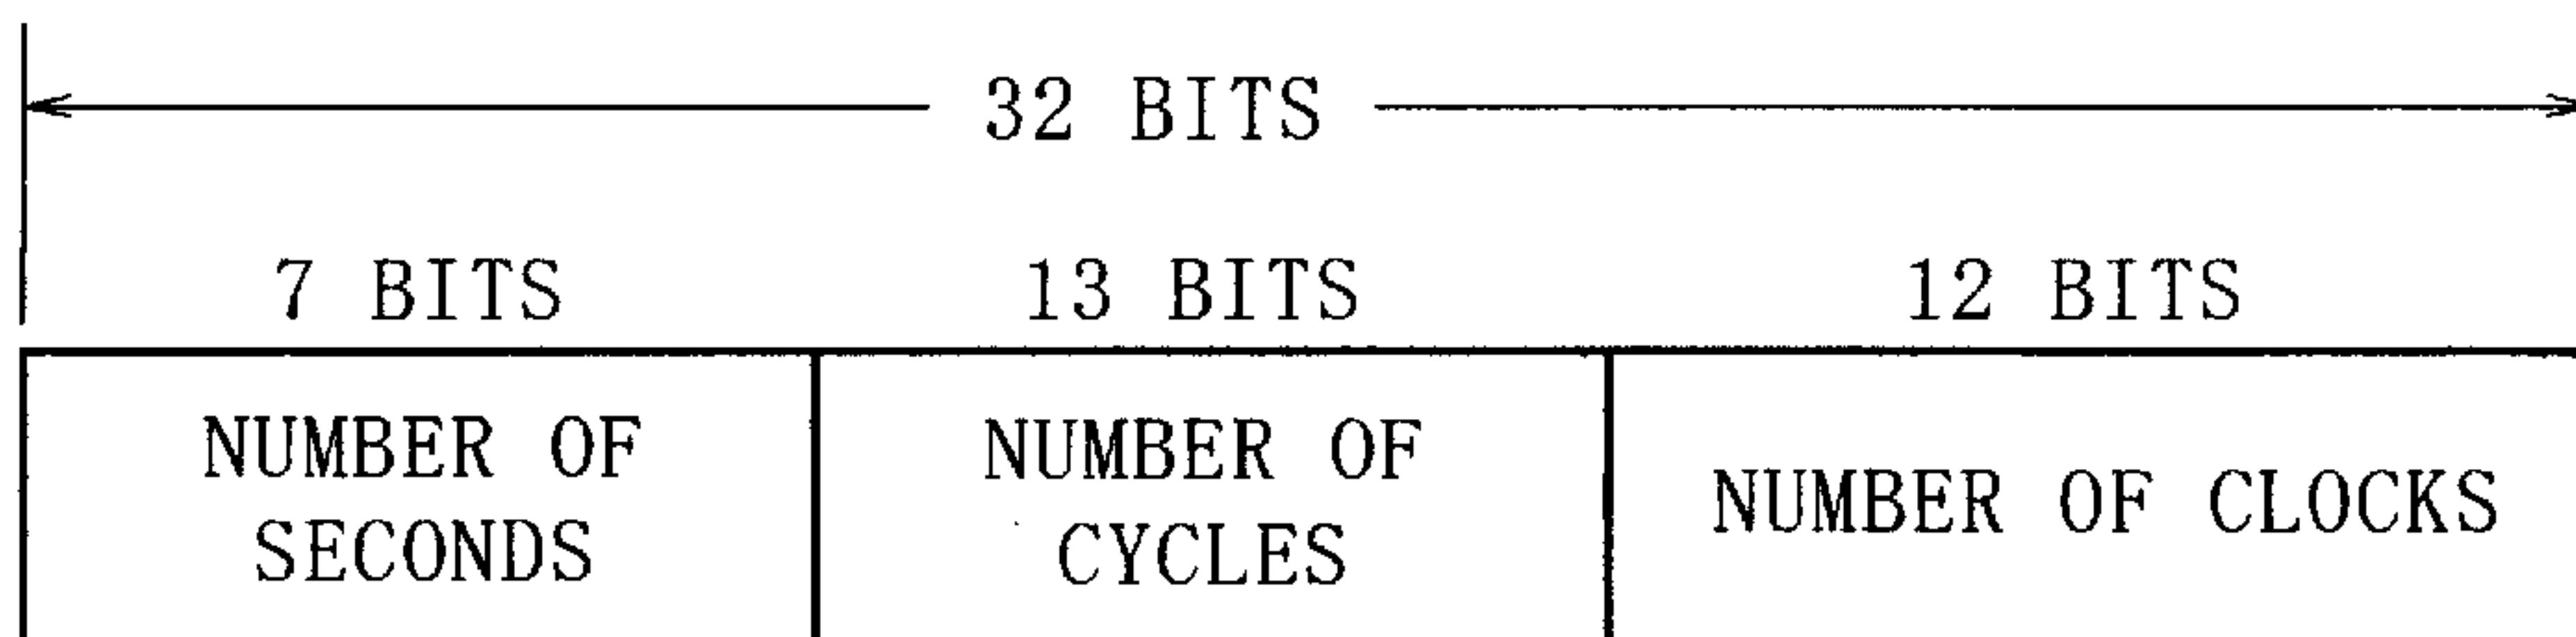 32 BITS
7 BITS 13 BITS 12 BITS
NUMBER OF
SECONDS
NUMBER OF
CYCLES
NUMBER OF CLOCKS